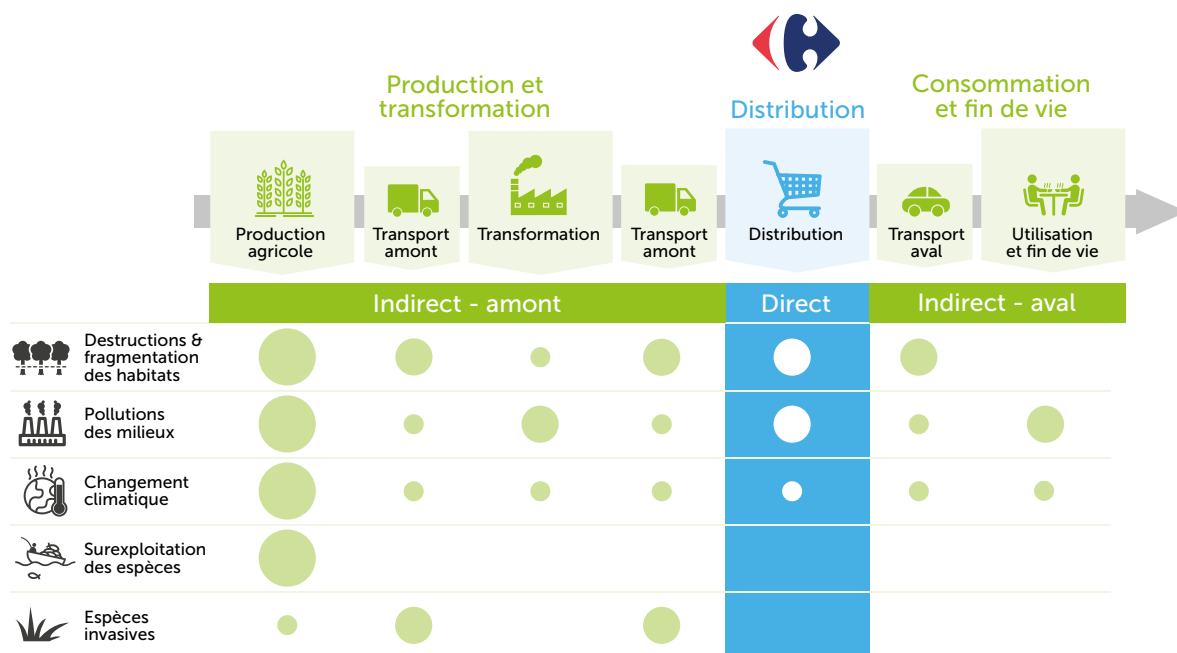 Production et
transformation
Distribution
Consommation
et fin de vie
Production
agricole
Transport
amont
Transformation
Transport
amont
Distribution
Transport
aval
Utilisation
et fin de vie
Indirect - amont
Direct
Indirect - aval
Destructions &
fragmentation
des habitats
Pollutions
des milieux
Changement
climatique
Surexploitation
des espèces
Espèces
invasives